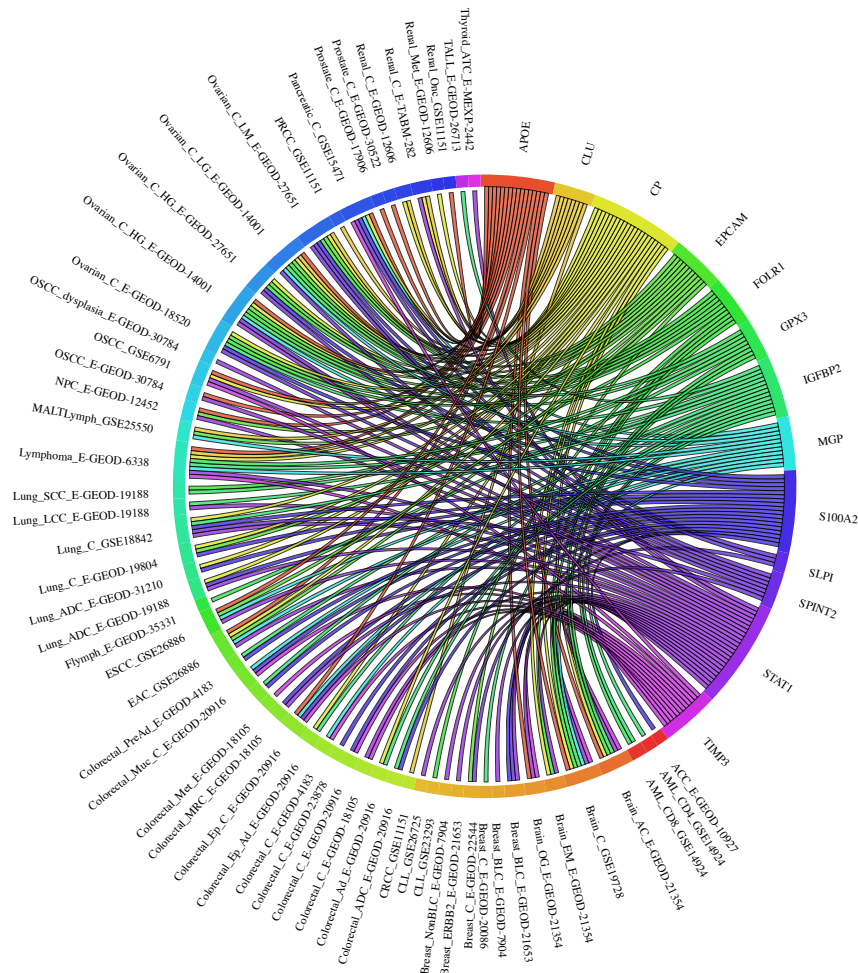 APOE
CLU
CP
EPCAM
FOLR1
GPX3
IGFBP2
MGP
S100A2
SLPI
SPINT2
STAT1
TIMP3
ACC_E-GEOD-10927
AML_CD4_GSE14924
AML_CD8_GSE14924
Brain_AC_E-GEOD-21354
Brain_C_GSE19728
Brain_EM_E-GEOD-21354
Brain_OG_E-GEOD-21354
Breast_BLC_E-GEOD-21653
Breast_BLC_E-GEOD-7904
Breast_C_E-GEOD-20086
Breast_C_E-GEOD-22544
Breast_ERBB2_E-GEOD-21653
Breast_NonBLC_E-GEOD-7904
CLL_GSE23293
CLL_GSE26725
CRCC_GSE11151
Colorectal_ADC_E-GEOD-20916
Colorectal_Ad_E-GEOD-20916
Colorectal_C_E-GEOD-18105
Colorectal_C_E-GEOD-20916
Colorectal_C_E-GEOD-23878
Colorectal_C_E-GEOD-4183
Colorectal_Ep_Ad_E-GEOD-20916
Colorectal_Ep_C_E-GEOD-20916
Colorectal_MRC_E-GEOD-18105
Colorectal_Met_E-GEOD-18105
Colorectal_Muc_C_E-GEOD-20916
Colorectal_PreAd_E-GEOD-4183
EAC_GSE26886
ESCC_GSE26886
Flymph_E-GEOD-35331
Lung_ADC_E-GEOD-19188
Lung_ADC_E-GEOD-31210
Lung_C_E-GEOD-19804
Lung_C_GSE18842
Lung_LCC_E-GEOD-19188
Lung_SCC_E-GEOD-19188
Lymphoma_E-GEOD-6338
MALTLymph_GSE25550
NPC_E-GEOD-12452
OSCC_E-GEOD-30784
OSCC_GSE6791
OSCC_dysplasia_E-GEOD-30784
Ovarian_C_E-GEOD-18520
Ovarian_C_HG_E-GEOD-14001
Ovarian_C_HG_E-GEOD-27651
Ovarian_C_LG_E-GEOD-14001
Ovarian_C_LM_E-GEOD-27651
PRCC_GSE11151
Pancreatic_C_GSE15471
Prostate_C_E-GEOD-17906
Prostate_C_E-GEOD-30522
Renal_C_E-GEOD-12606
Renal_C_E-TABM-282
Renal_Met_E-GEOD-12606
Renal_Onc_GSE11151
TALL_E-GEOD-26713
Thyroid_ATC_E-MEXP-2442